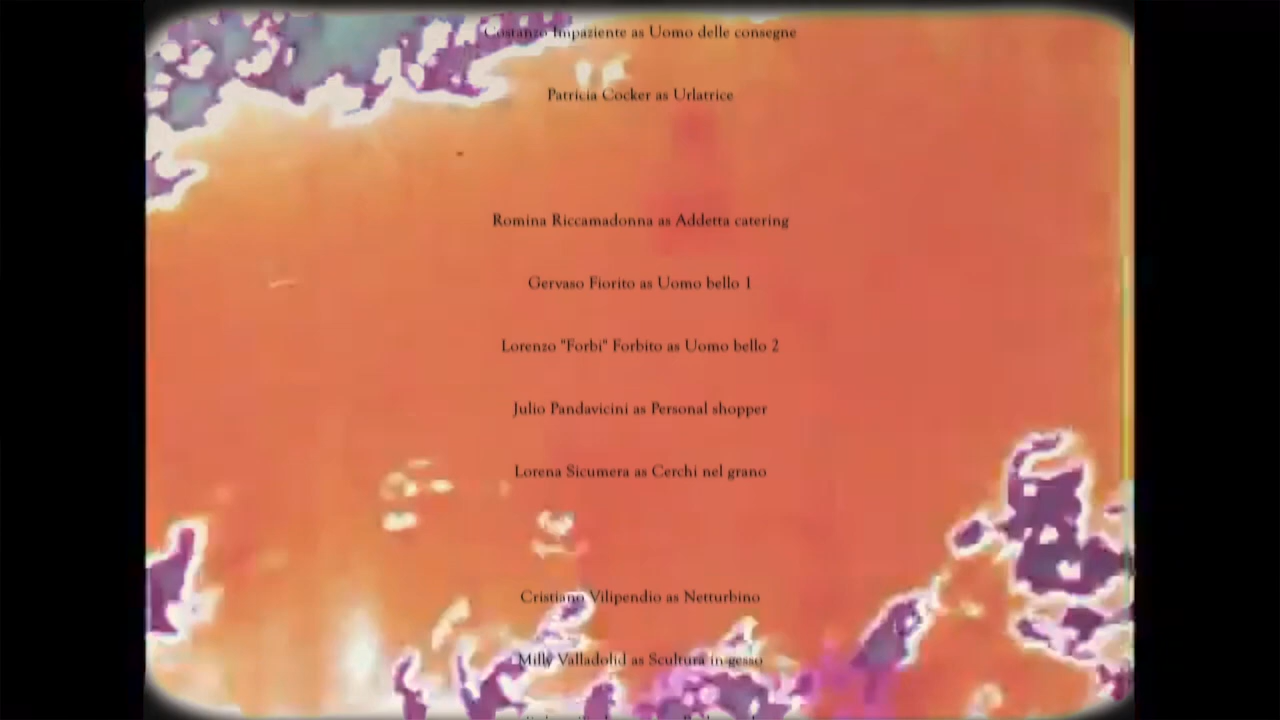 Costanzo Impaziente as Uomo delle consegne
Patricia Cocker as Urlatrice
Romina Riccamadonna as Addetta catering
Gervaso Fiorito as Uomo bello 1
Lorenzo "Forbi" Forbito as Uomo bello 2
Julio Pandavicini as Personal shopper
Lorena Sicumera as Cerchi nel grano
Cristiano Vilipendio as Netturbino
Milly Valladolid as Scultura in gesso